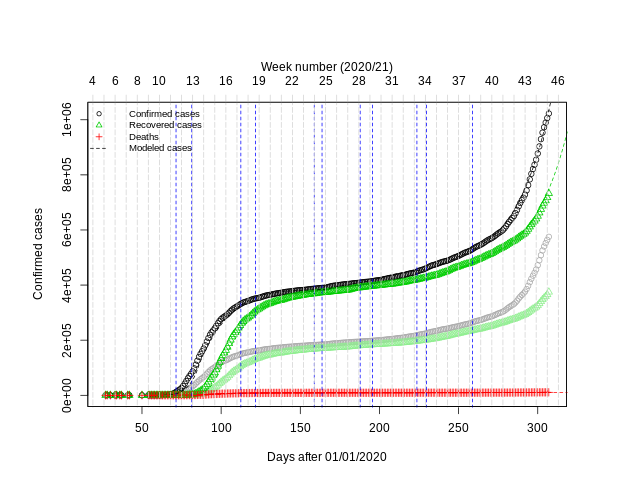 Week number (2020/21)
4 6 8 10 13 16 19 22 25 28 31 34 37 40 43 46
Confirmed cases
Recovered cases
Deaths
Modeled cases
1e+06
8e+05
6e+05
4e+05
2e+05
0e+00
Confirmed cases
50 100 150 200 250 300
Days after 01/01/2020